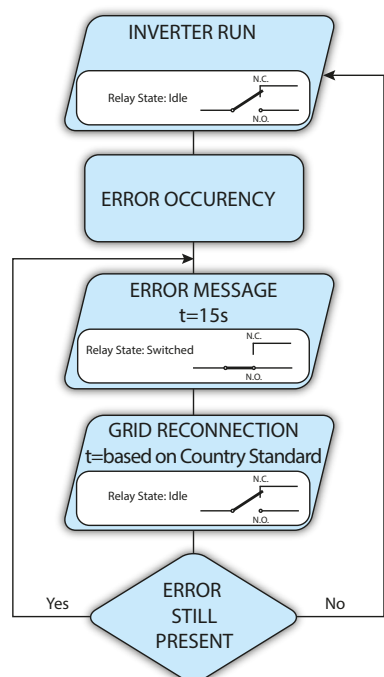 INVERTER RUN
N.C.
Relay State: Idle
N.O.
ERROR OCCURENCY
ERROR MESSAGE
t=15s
N.C.
Relay State: Switched
N.O.
GRID RECONNECTION
t=based on Country Standard
N.C.
Relay State: Idle
N.O.
Yes
ERROR
STILL
PRESENT
No